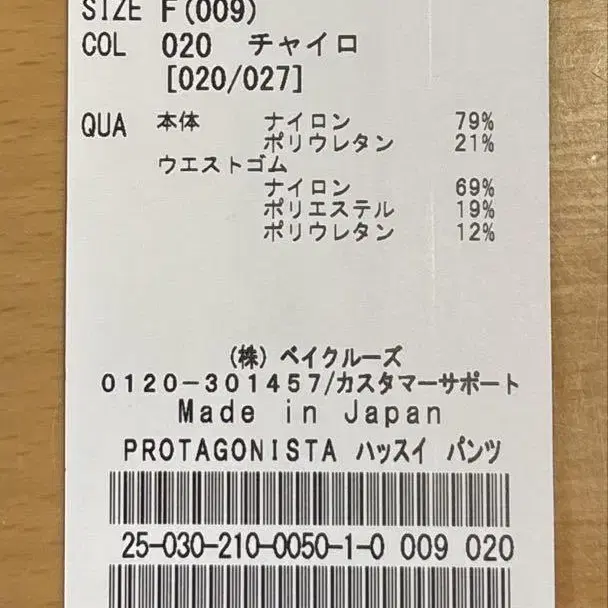 SIZE F(009)
COL 020 チャイロ
[020/027]
QUA 本体 ナイロン 79%
ポリウレタン 21%
ウエストゴム
ナイロン 69%
ポリエステル 19%
ポリウレタン 12%
(株) ベイクルーズ
0120-301457/カスタマーサポート
Made in Japan
PROTAGONISTA ハッスイ パンツ
25-030-210-0050-1-0 009 020